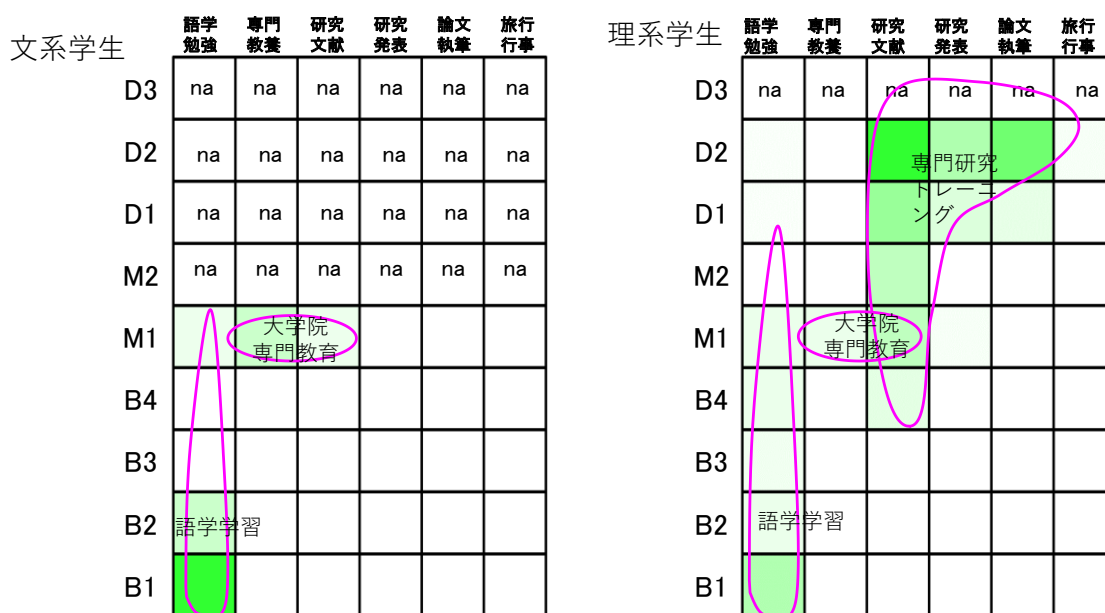 文系学生
語学 専門 研究 研究 論文 旅行
勉強 教養 文献 発表 執筆 行事
D3 na na na na na na
D2 na na na na na na
D1 na na na na na na
M2 na na na na na na
M1 大学院
専門教育
B4
B3
B2 語学学習
B1
理系学生
語学 専門 研究 研究 論文 旅行
勉強 教養 文献 発表 執筆 行事
D3 na na na na na na
D2 専門研究
トレーニ
D1 ング
M2
M1 大学院
専門教育
B4
B3
B2 語学学習
B1